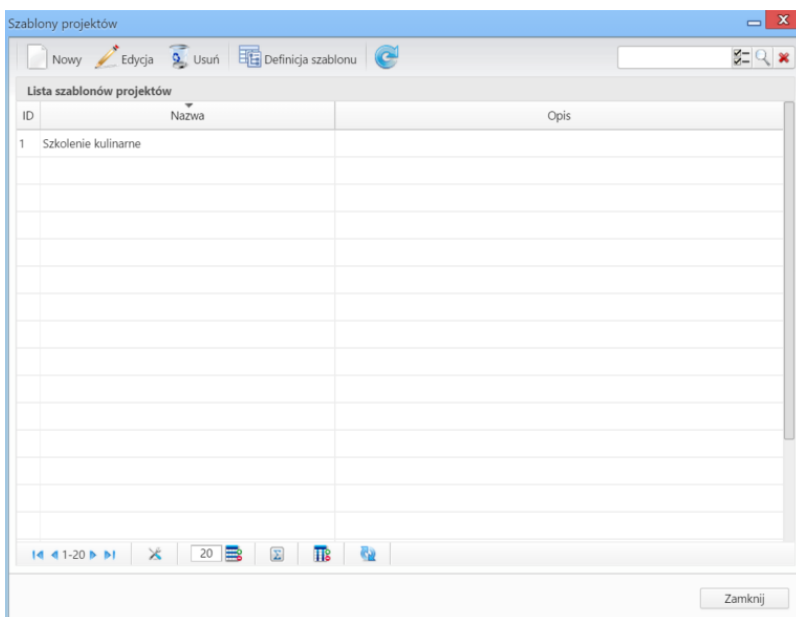 Szablony projektów
Nowy Edycja Usuń Definicja szablonu
Lista szablonów projektów
ID Nazwa Opis
1 Szkolenie kulinarne
1-20 20
Zamknij